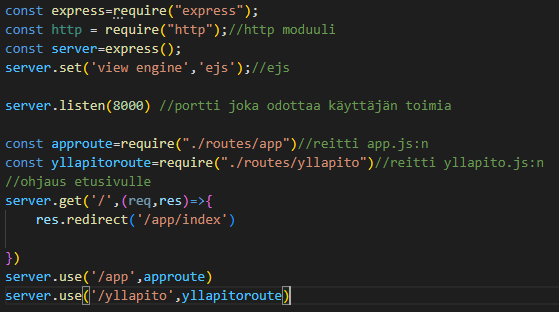 const express=require("express");
const http = require("http");//http moduuli
const server=express();
server.set('view engine','ejs');//ejs
server.listen(8000) //portti joka odottaa käyttäjän toimia
const approute=require("./routes/app")//reitti app.js:n
const yllapitoroute=require("./routes/yllapito")//reitti yllapito.js:n
//ohjaus etusivulle
server.get('/',(req,res)=>{
res.redirect('/app/index')
})
server.use('/app',approute)
server.use('/yllapito',yllapitoroute)